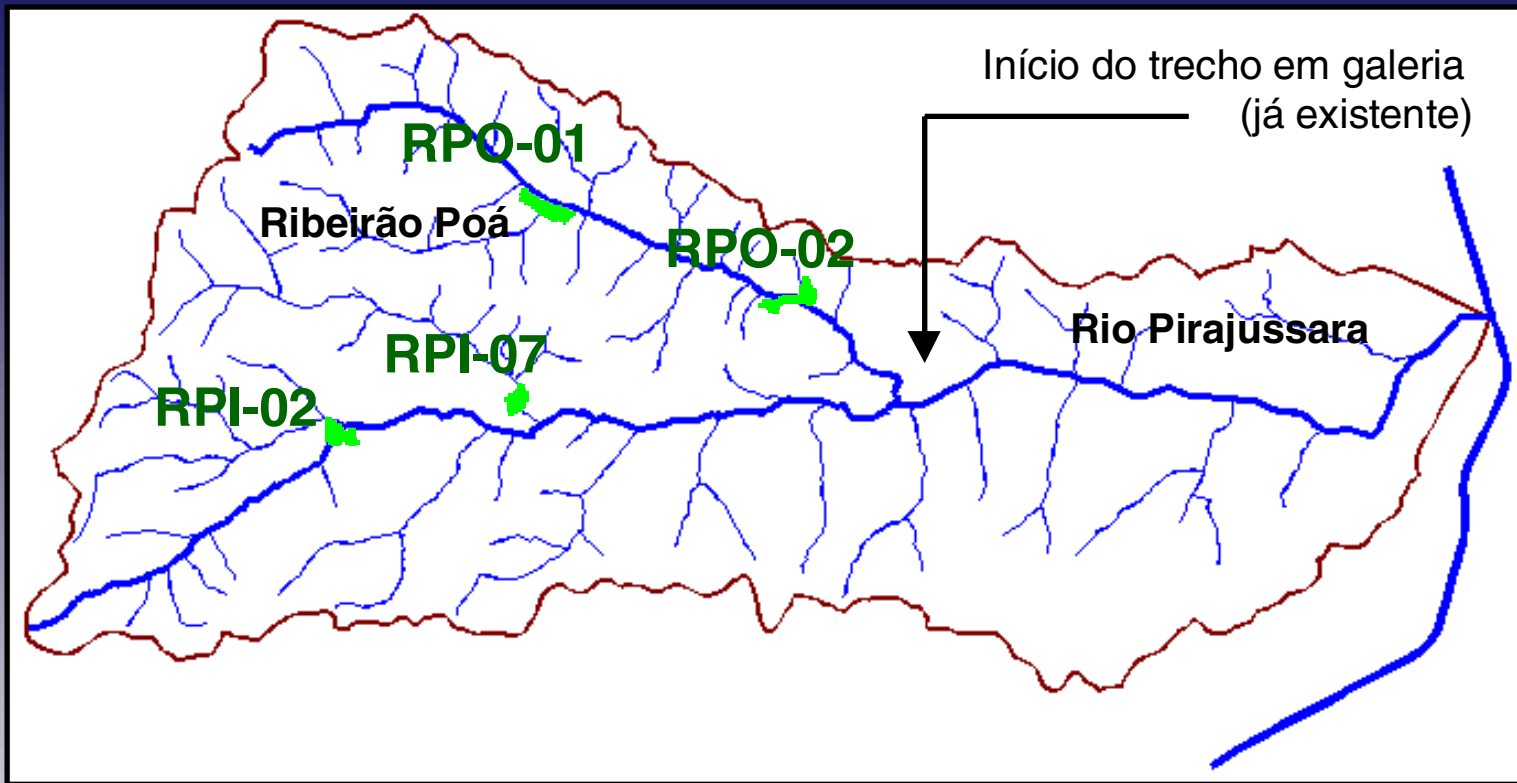 Início do trecho em galeria
(já existente)
RPO-01
Ribeirão Poá
RPO-02
Rio Pirajussara
RPI-07
RPI-02